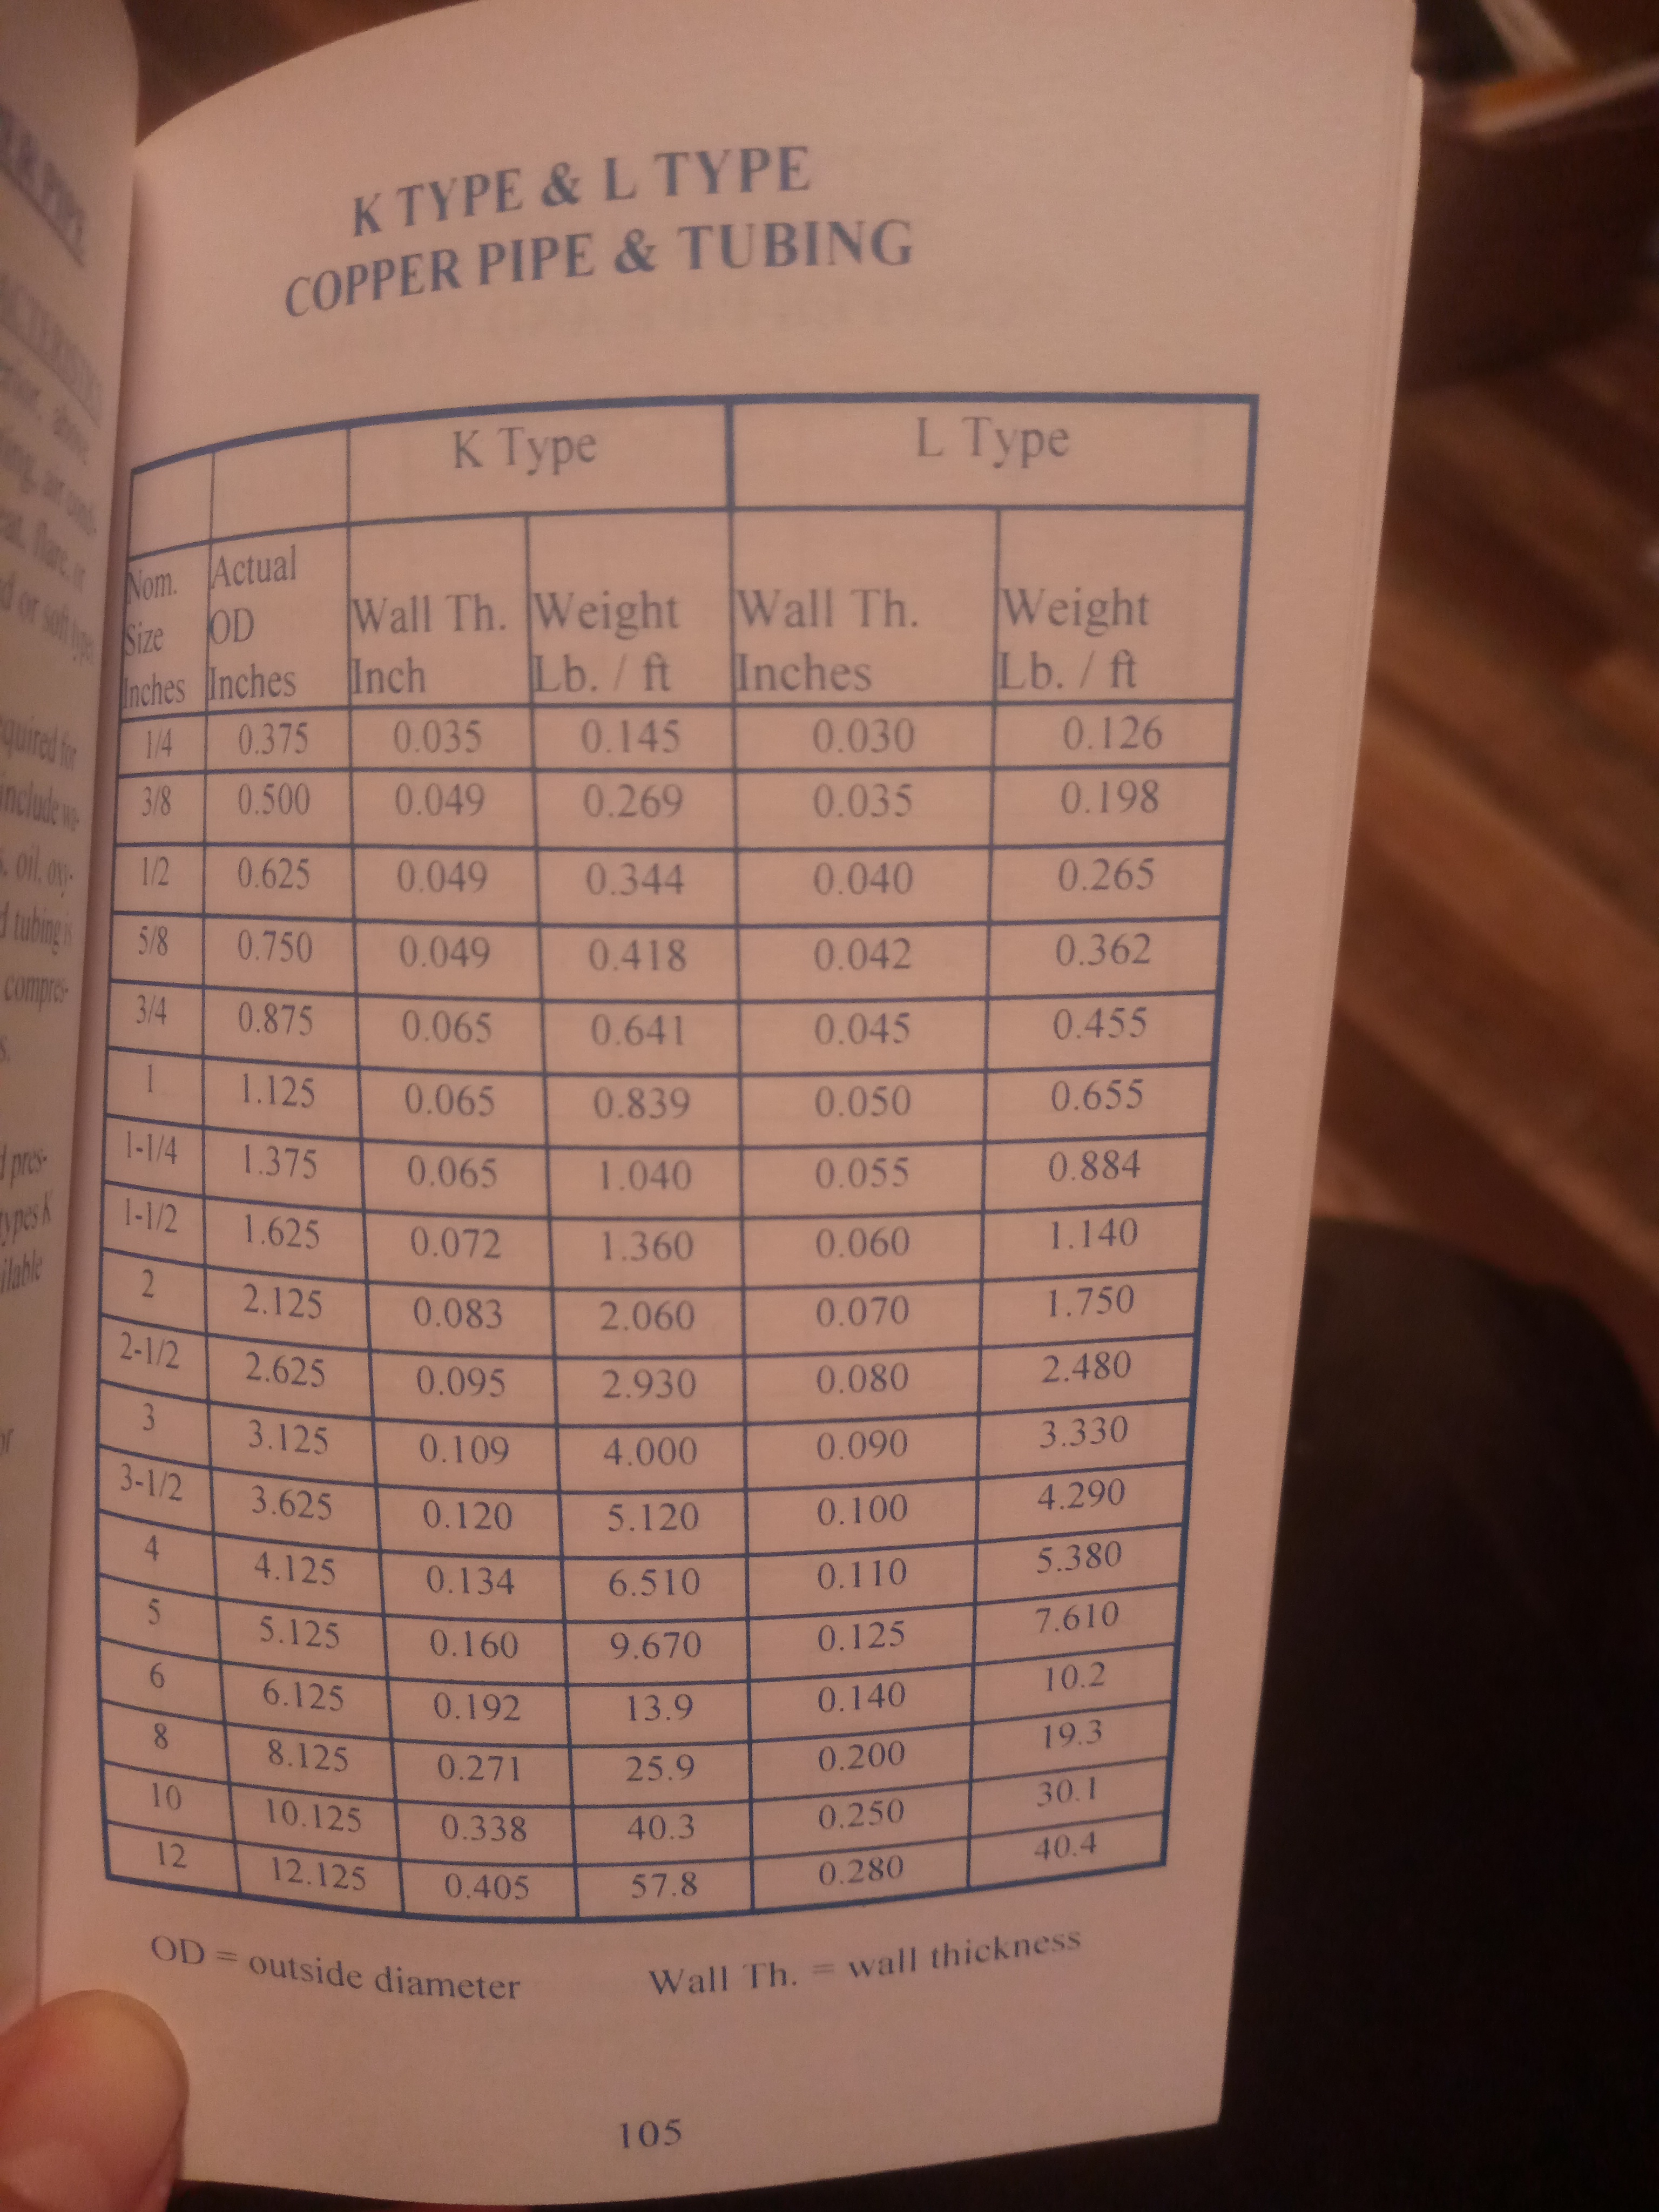 K TYPE & L TYPE
COPPER PIPE & TUBING
K Type L Type
Nom. Size Inches Actual OD Inches Wall Th. Inch Weight Lb. / ft Wall Th. Inches Weight Lb. / ft
1/4 0.375 0.035 0.145 0.030 0.126
3/8 0.500 0.049 0.269 0.035 0.198
1/2 0.625 0.049 0.344 0.040 0.265
5/8 0.750 0.049 0.418 0.042 0.362
3/4 0.875 0.065 0.641 0.045 0.455
1 1.125 0.065 0.839 0.050 0.655
1-1/4 1.375 0.065 1.040 0.055 0.884
1-1/2 1.625 0.072 1.360 0.060 1.140
2 2.125 0.083 2.060 0.070 1.750
2-1/2 2.625 0.095 2.930 0.080 2.480
3 3.125 0.109 4.000 0.090 3.330
3-1/2 3.625 0.120 5.120 0.100 4.290
4 4.125 0.134 6.510 0.110 5.380
5 5.125 0.160 9.670 0.125 7.610
6 6.125 0.192 13.9 0.140 10.2
8 8.125 0.271 25.9 0.200 19.3
10 10.125 0.338 40.3 0.250 30.1
12 12.125 0.405 57.8 0.280 40.4
OD = outside diameter Wall Th. = wall thickness
105